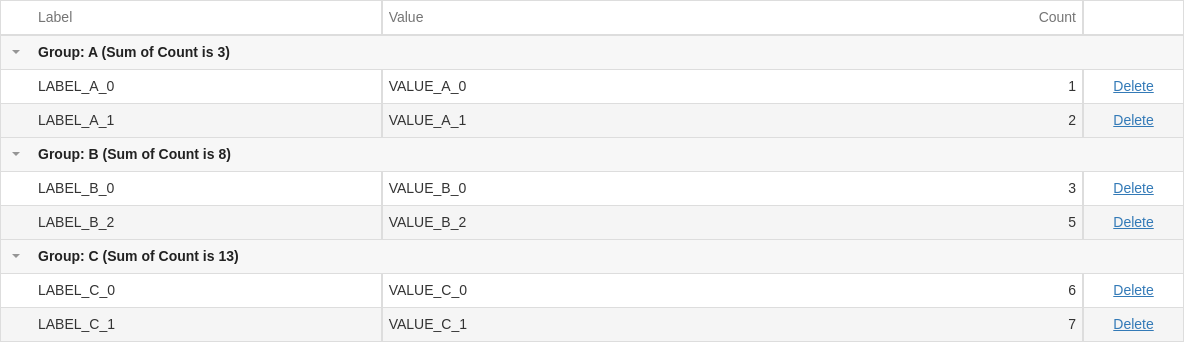 Label Value Count
Group: A (Sum of Count is 3)
LABEL_A_0 VALUE_A_0 1 Delete
LABEL_A_1 VALUE_A_1 2 Delete
Group: B (Sum of Count is 8)
LABEL_B_0 VALUE_B_0 3 Delete
LABEL_B_2 VALUE_B_2 5 Delete
Group: C (Sum of Count is 13)
LABEL_C_0 VALUE_C_0 6 Delete
LABEL_C_1 VALUE_C_1 7 Delete